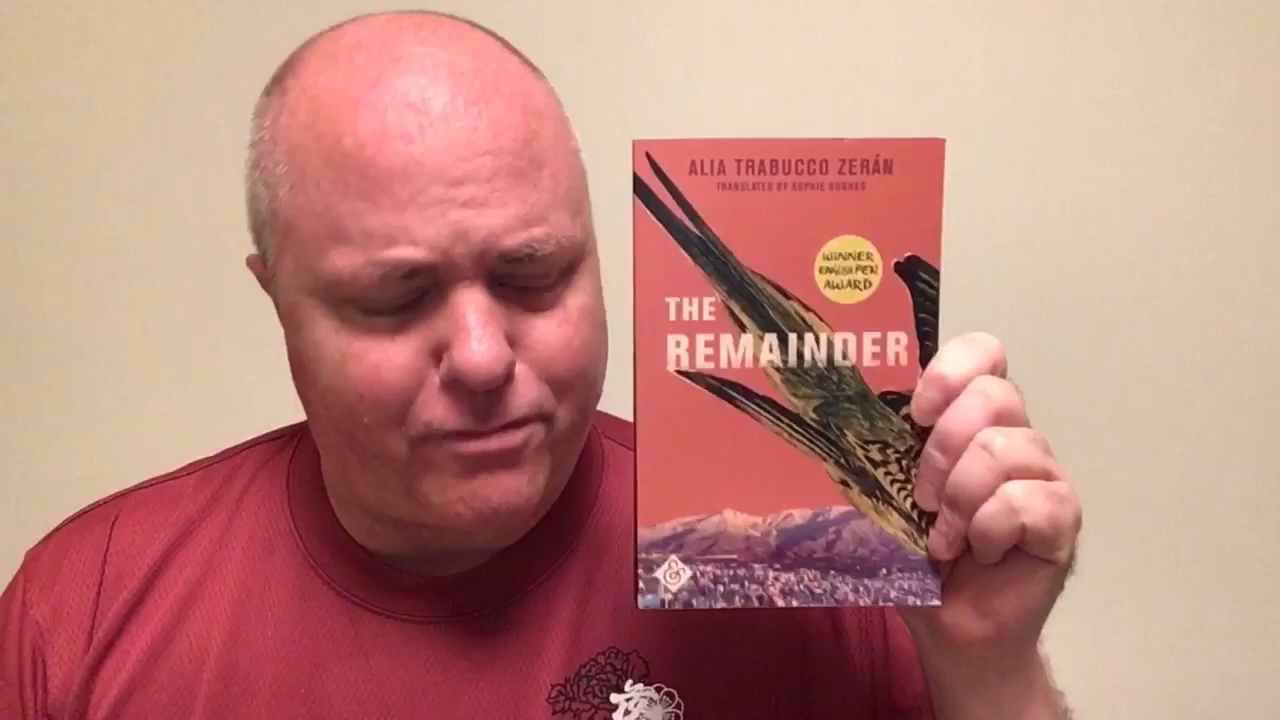 ALIA TRABUCCO ZERÁN
TRANSLATED BY SOPHIE HUGHES
WINNER
ENGLISH PEN
AWARD
THE
REMAINDER